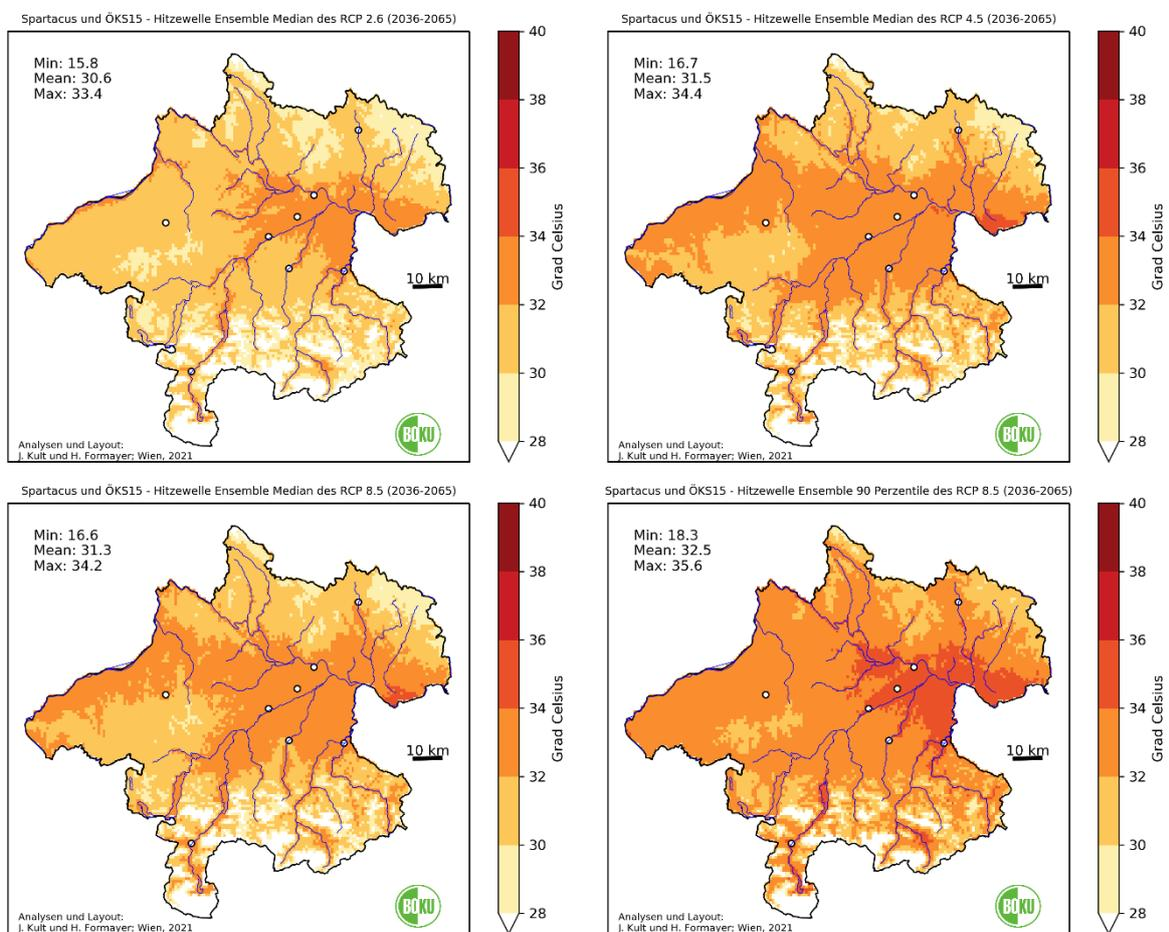 Spartacus und ÖKS15 - Hitzewelle Ensemble Median des RCP 2.6 (2036-2065)
Min: 15.8
Mean: 30.6
Max: 33.4
10 km
Analysen und Layout:
J. Kult und H. Formayer; Wien, 2021
BOKU
40
38
36
34
32
30
28
Grad Celsius
Spartacus und ÖKS15 - Hitzewelle Ensemble Median des RCP 4.5 (2036-2065)
Min: 16.7
Mean: 31.5
Max: 34.4
10 km
Analysen und Layout:
J. Kult und H. Formayer; Wien, 2021
BOKU
40
38
36
34
32
30
28
Grad Celsius
Spartacus und ÖKS15 - Hitzewelle Ensemble Median des RCP 8.5 (2036-2065)
Min: 16.6
Mean: 31.3
Max: 34.2
10 km
Analysen und Layout:
J. Kult und H. Formayer; Wien, 2021
BOKU
40
38
36
34
32
30
28
Grad Celsius
Spartacus und ÖKS15 - Hitzewelle Ensemble 90 Perzentile des RCP 8.5 (2036-2065)
Min: 18.3
Mean: 32.5
Max: 35.6
10 km
Analysen und Layout:
J. Kult und H. Formayer; Wien, 2021
BOKU
40
38
36
34
32
30
28
Grad Celsius